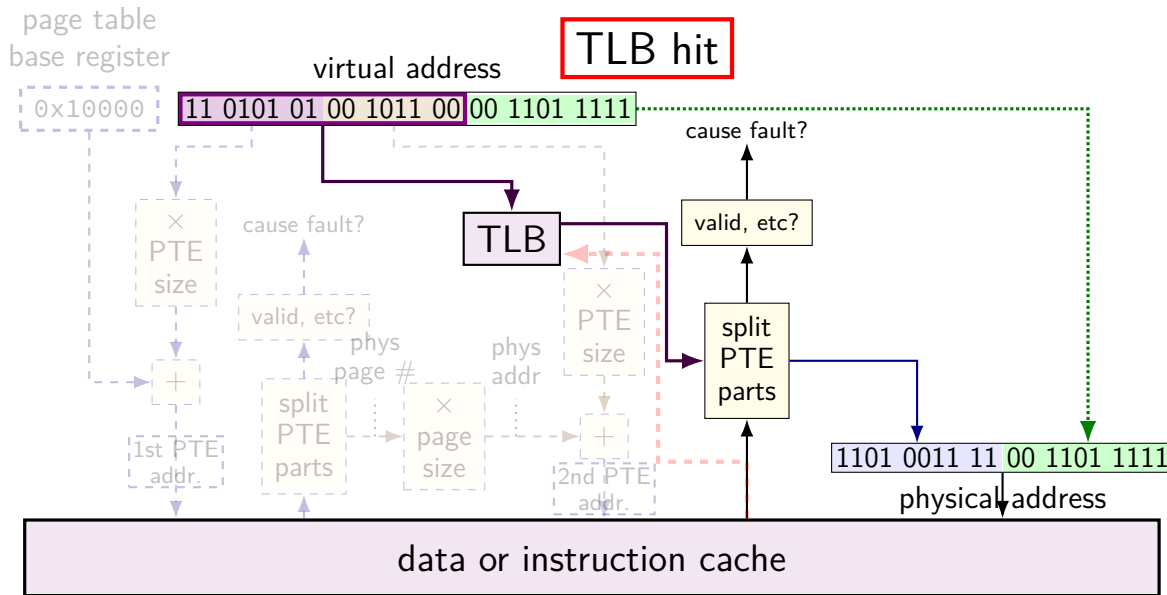 page table
base register
0x10000
TLB hit
virtual address
11 0101 01 00 1011 00 00 1101 1111
cause fault?
×
PTE
size
cause fault?
TLB
valid, etc?
×
PTE
size
valid, etc?
split
PTE
parts
phys
page #
phys
addr
+
split
PTE
parts
×
page
size
+
1st PTE
addr.
2nd PTE
addr.
1101 0011 11 00 1101 1111
physical address
data or instruction cache